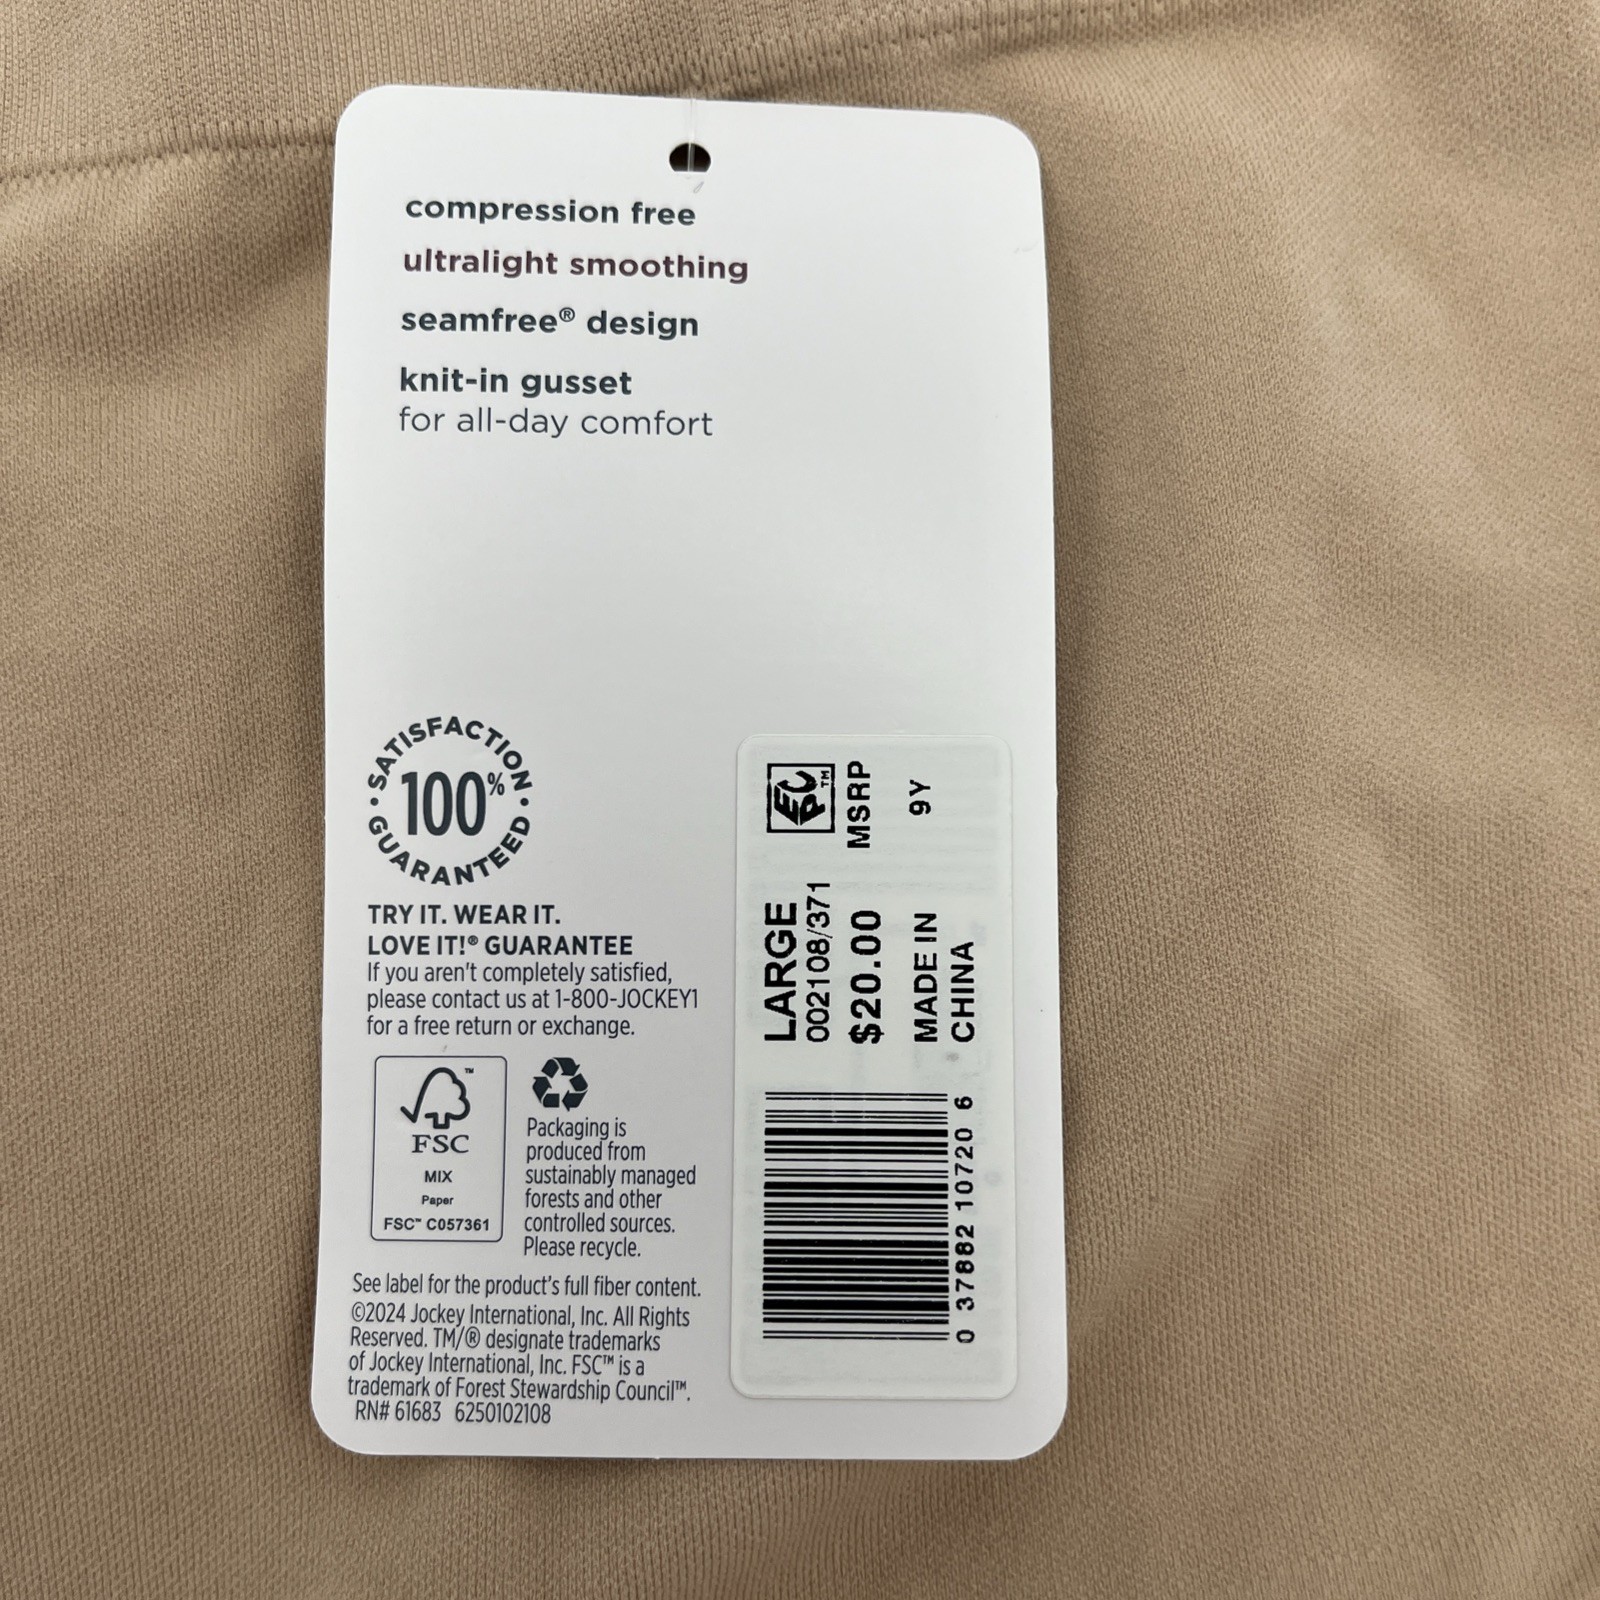 compression free
ultralight smoothing
seamfree® design
knit-in gusset
for all-day comfort
SATISFACTION
100%
GUARANTEED
TRY IT. WEAR IT.
LOVE IT!® GUARANTEE
If you aren't completely satisfied,
please contact us at 1-800-JOCKEY1
for a free return or exchange.
FSC
™
MIX
Paper
FSC™ C057361
Packaging is
produced from
sustainably managed
forests and other
controlled sources.
Please recycle.
See label for the product's full fiber content.
©2024 Jockey International, Inc. All Rights
Reserved. TM/® designate trademarks
of Jockey International, Inc. FSC™ is a
trademark of Forest Stewardship Council™.
RN# 61683 6250102108
EPC™
LARGE
002108/371
$20.00 MSRP
MADE IN 9Y
CHINA
0 37882 10720 6